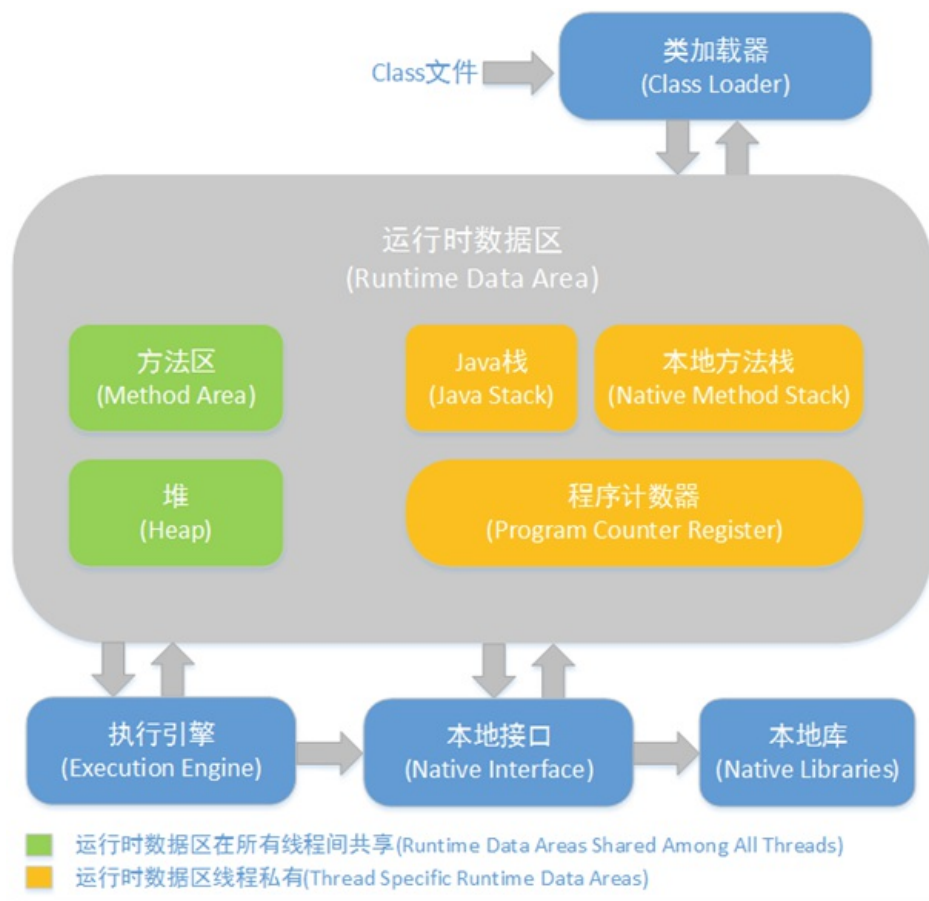 类加载器
(Class Loader)
Class文件
运行时数据区
(Runtime Data Area)
方法区
(Method Area)
Java栈
(Java Stack)
本地方法栈
(Native Method Stack)
堆
(Heap)
程序计数器
(Program Counter Register)
执行引擎
(Execution Engine)
本地接口
(Native Interface)
本地库
(Native Libraries)
运行时数据区在所有线程间共享(Runtime Data Areas Shared Among All Threads)
运行时数据区线程私有(Thread Specific Runtime Data Areas)